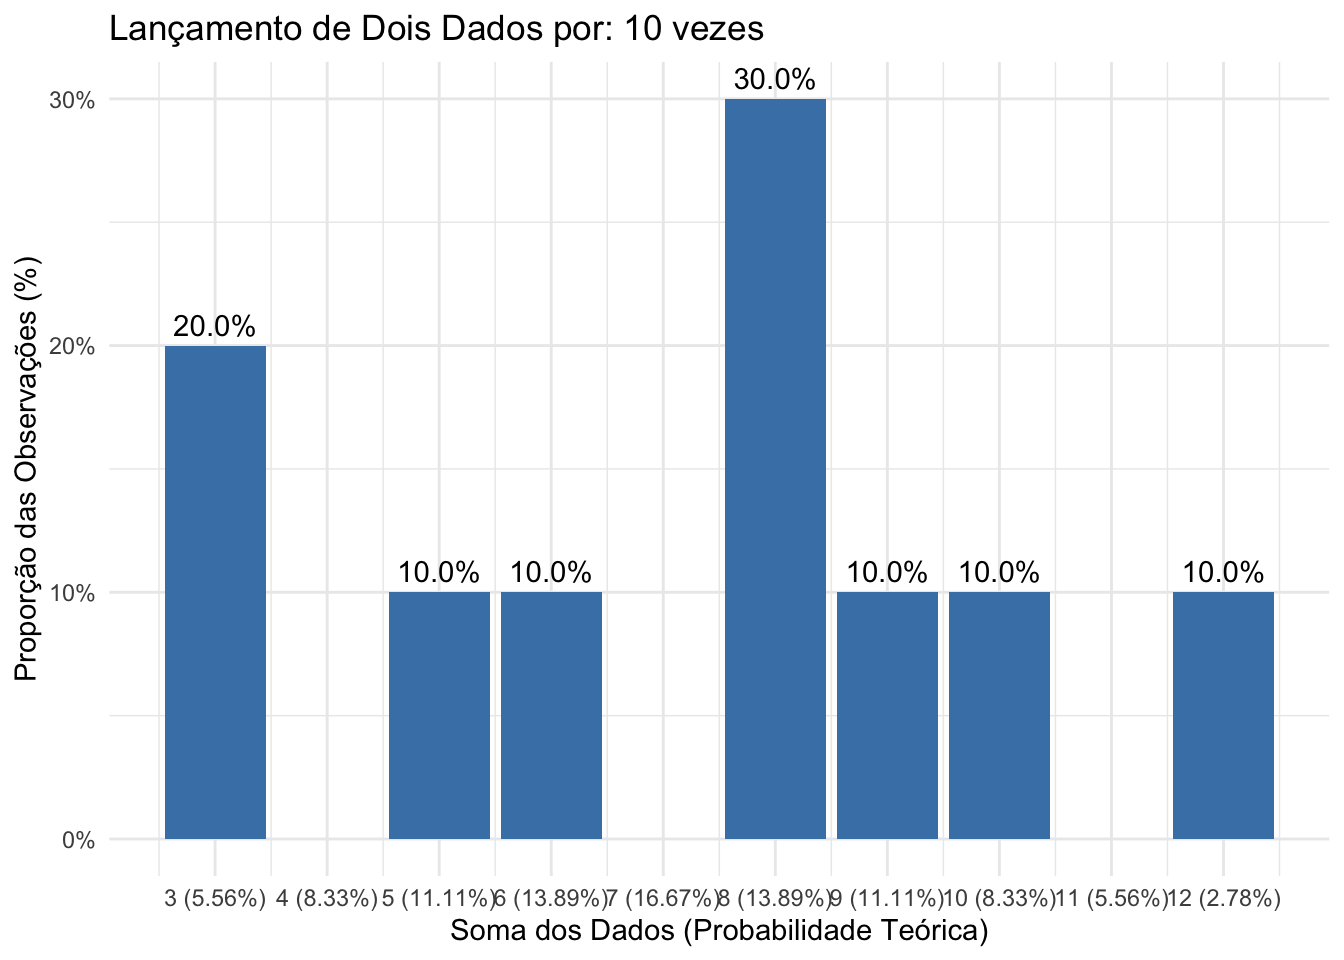 Lançamento de Dois Dados por: 10 vezes
30.0%
30%
20.0%
20%
10.0% 10.0% 10.0% 10.0% 10.0%
10%
0%
Proporção das Observações (%)
3 (5.56%) 4 (8.33%) 5 (11.11%) 6 (13.89%) 7 (16.67%) 8 (13.89%) 9 (11.11%) 10 (8.33%) 11 (5.56%) 12 (2.78%)
Soma dos Dados (Probabilidade Teórica)